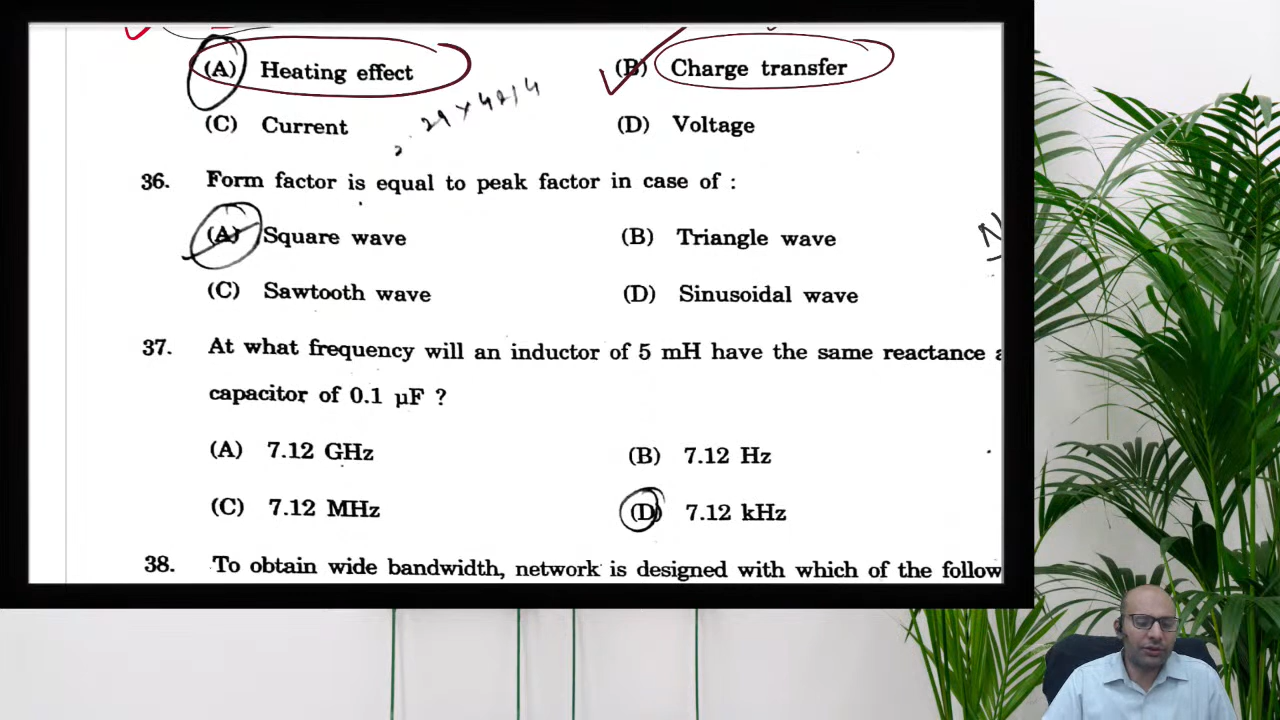 (A) Heating effect (B) Charge transfer
(C) Current (D) Voltage
29 x 4214
36. Form factor is equal to peak factor in case of :
(A) Square wave (B) Triangle wave
(C) Sawtooth wave (D) Sinusoidal wave
N
37. At what frequency will an inductor of 5 mH have the same reactance a
capacitor of 0.1 µF ?
(A) 7.12 GHz (B) 7.12 Hz
(C) 7.12 MHz (D) 7.12 kHz
38. To obtain wide bandwidth, network is designed with which of the follow